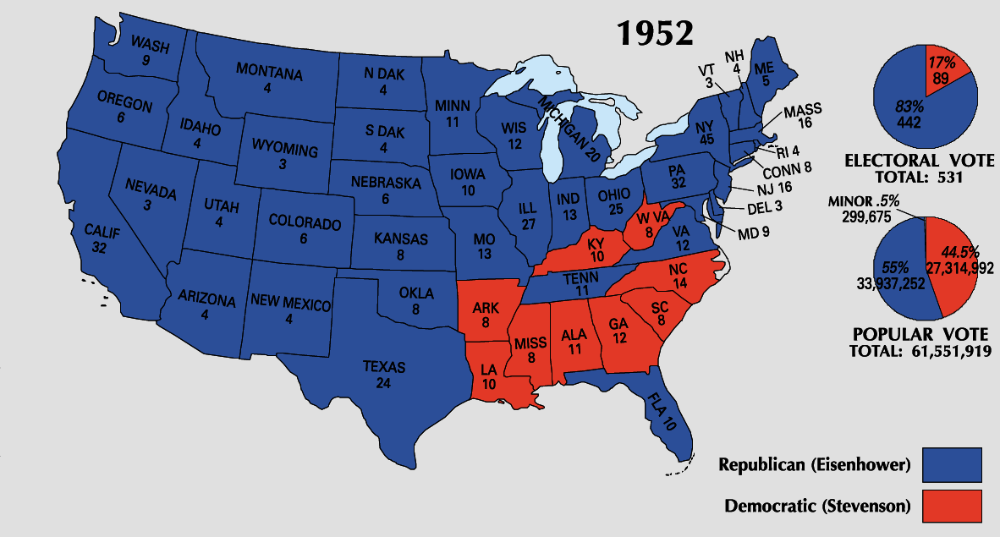 1952
WASH
9
OREGON
6
CALIF
32
NEVADA
3
IDAHO
4
MONTANA
4
WYOMING
3
UTAH
4
COLORADO
6
ARIZONA
4
NEW MEXICO
4
N DAK
4
S DAK
4
NEBRASKA
6
KANSAS
8
OKLA
8
TEXAS
24
MINN
11
IOWA
10
MO
13
ARK
8
LA
10
WIS
12
ILL
27
MICHIGAN 20
IND
13
OHIO
25
KY
10
TENN
11
MISS
8
ALA
11
GA
12
FLA 10
SC
8
NC
14
VA
12
W VA
8
PA
32
NY
45
VT
3
NH
4
ME
5
MASS
16
RI 4
CONN 8
NJ 16
DEL 3
MD 9
17%
89
83%
442
ELECTORAL VOTE
TOTAL: 531
MINOR .5%
299,675
44.5%
27,314,992
55%
33,937,252
POPULAR VOTE
TOTAL: 61,551,919
Republican (Eisenhower)
Democratic (Stevenson)